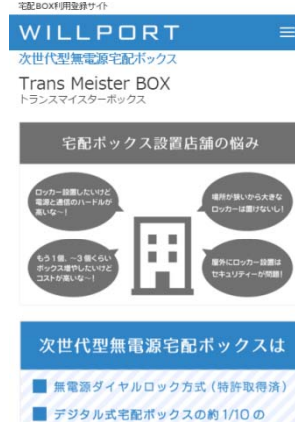 宅配BOX利用登録サイト
WILLPORT
次世代型無電源宅配ボックス
Trans Meister BOX
トランスマイスターボックス
宅配ボックス設置店舗の悩み
ロッカー設置したいけど
電源と通信のハードルが
高いな〜！
場所が狭いから大きな
ロッカーは置けないし！
もう1個、〜3個くらい
ボックス増やしたいけど
コストが高いな〜！
屋外にロッカー設置は
セキュリティーが問題！
次世代型無電源宅配ボックスは
無電源ダイヤルロック方式（特許取得済）
デジタル式宅配ボックスの約1/10の